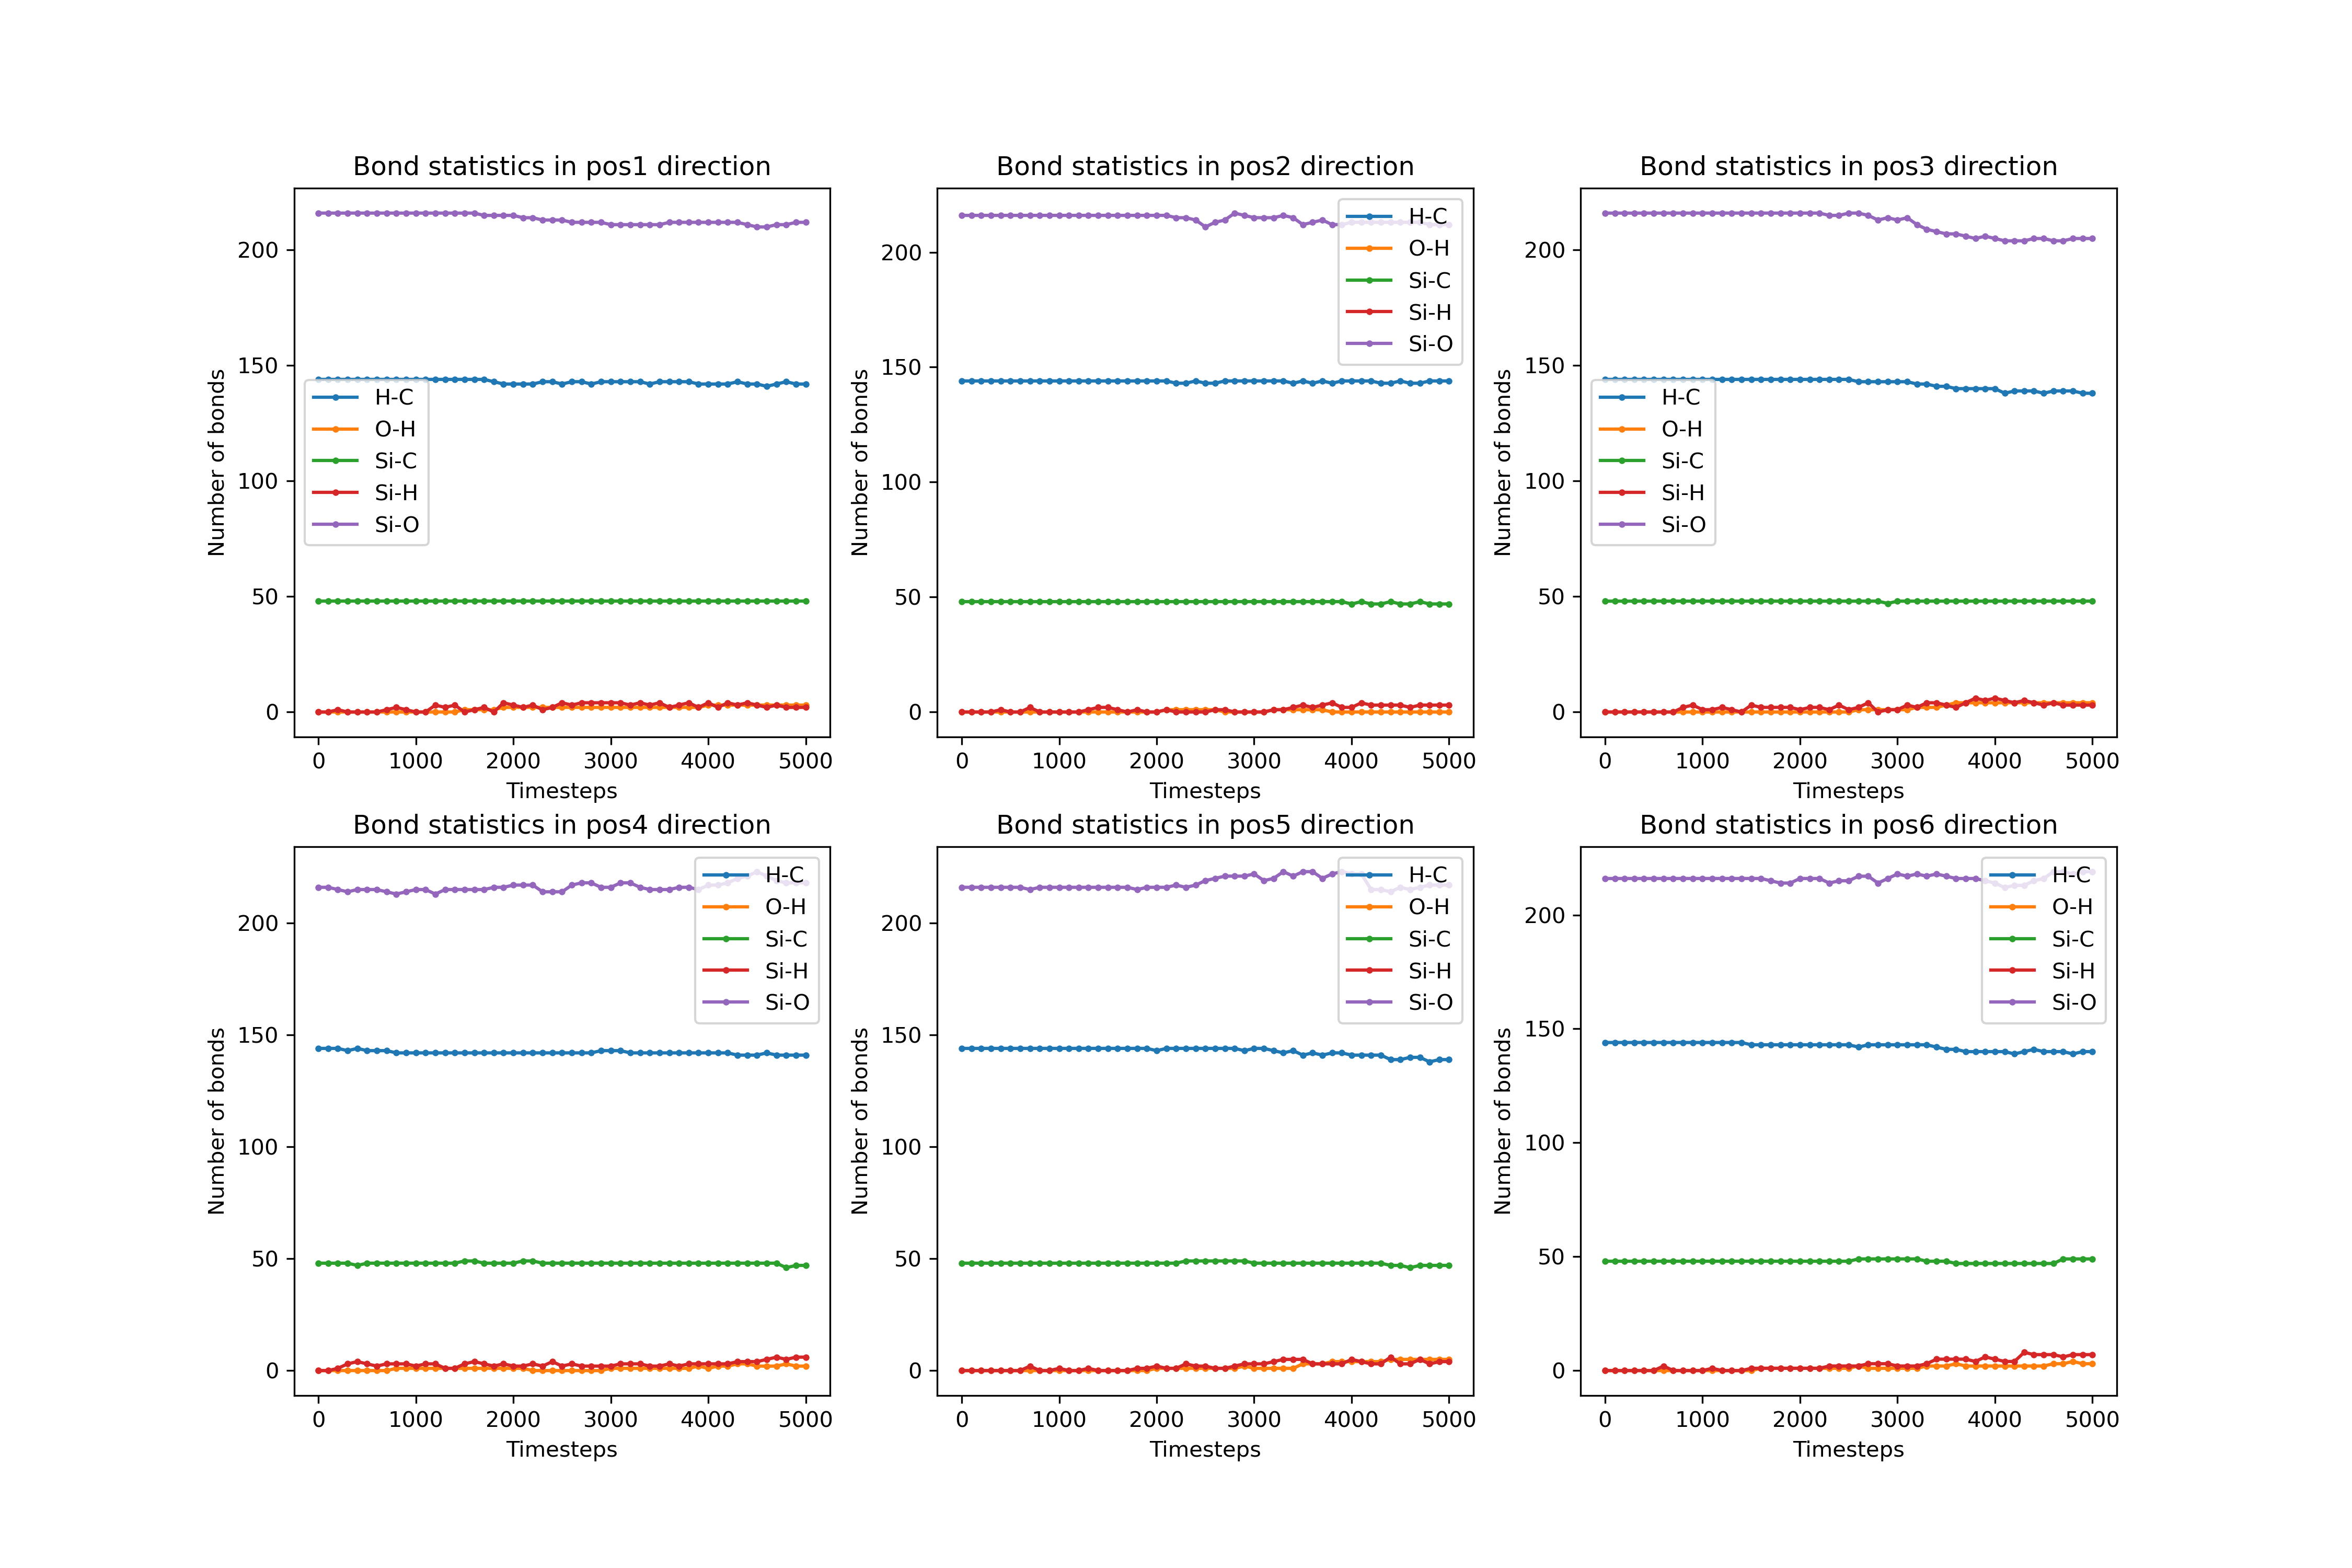 Bond statistics in pos1 direction
Number of bonds
200
150
100
50
0
H-C
O-H
Si-C
Si-H
Si-O
0 1000 2000 3000 4000 5000
Timesteps
Bond statistics in pos2 direction
Number of bonds
200
150
100
50
0
H-C
O-H
Si-C
Si-H
Si-O
0 1000 2000 3000 4000 5000
Timesteps
Bond statistics in pos3 direction
Number of bonds
200
150
100
50
0
H-C
O-H
Si-C
Si-H
Si-O
0 1000 2000 3000 4000 5000
Timesteps
Bond statistics in pos4 direction
Number of bonds
200
150
100
50
0
H-C
O-H
Si-C
Si-H
Si-O
0 1000 2000 3000 4000 5000
Timesteps
Bond statistics in pos5 direction
Number of bonds
200
150
100
50
0
H-C
O-H
Si-C
Si-H
Si-O
0 1000 2000 3000 4000 5000
Timesteps
Bond statistics in pos6 direction
Number of bonds
200
150
100
50
0
H-C
O-H
Si-C
Si-H
Si-O
0 1000 2000 3000 4000 5000
Timesteps